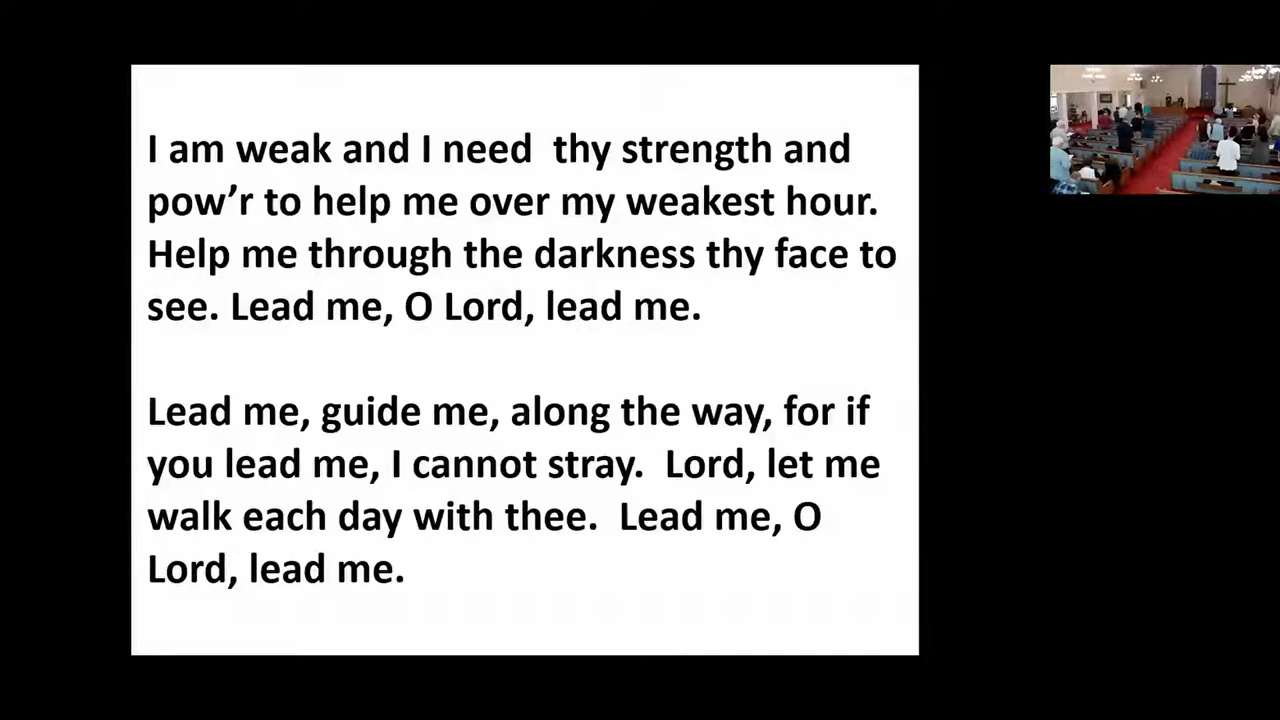 I am weak and I need  thy strength and
pow’r to help me over my weakest hour.
Help me through the darkness thy face to
see. Lead me, O Lord, lead me.
Lead me, guide me, along the way, for if
you lead me, I cannot stray.  Lord, let me
walk each day with thee.  Lead me, O
Lord, lead me.